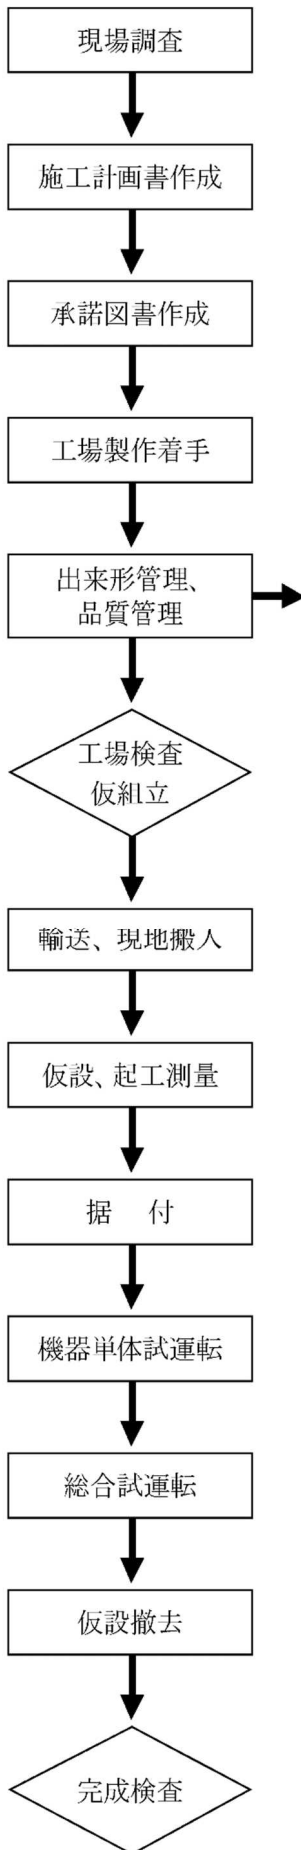 現場調査
施工計画書作成
承諾図書作成
工場製作着手
出来形管理、
品質管理
工場検査
仮組立
輸送、現地搬人
仮設、起工測量
据　付
機器単体試運転
総合試運転
仮設撤去
完成検査